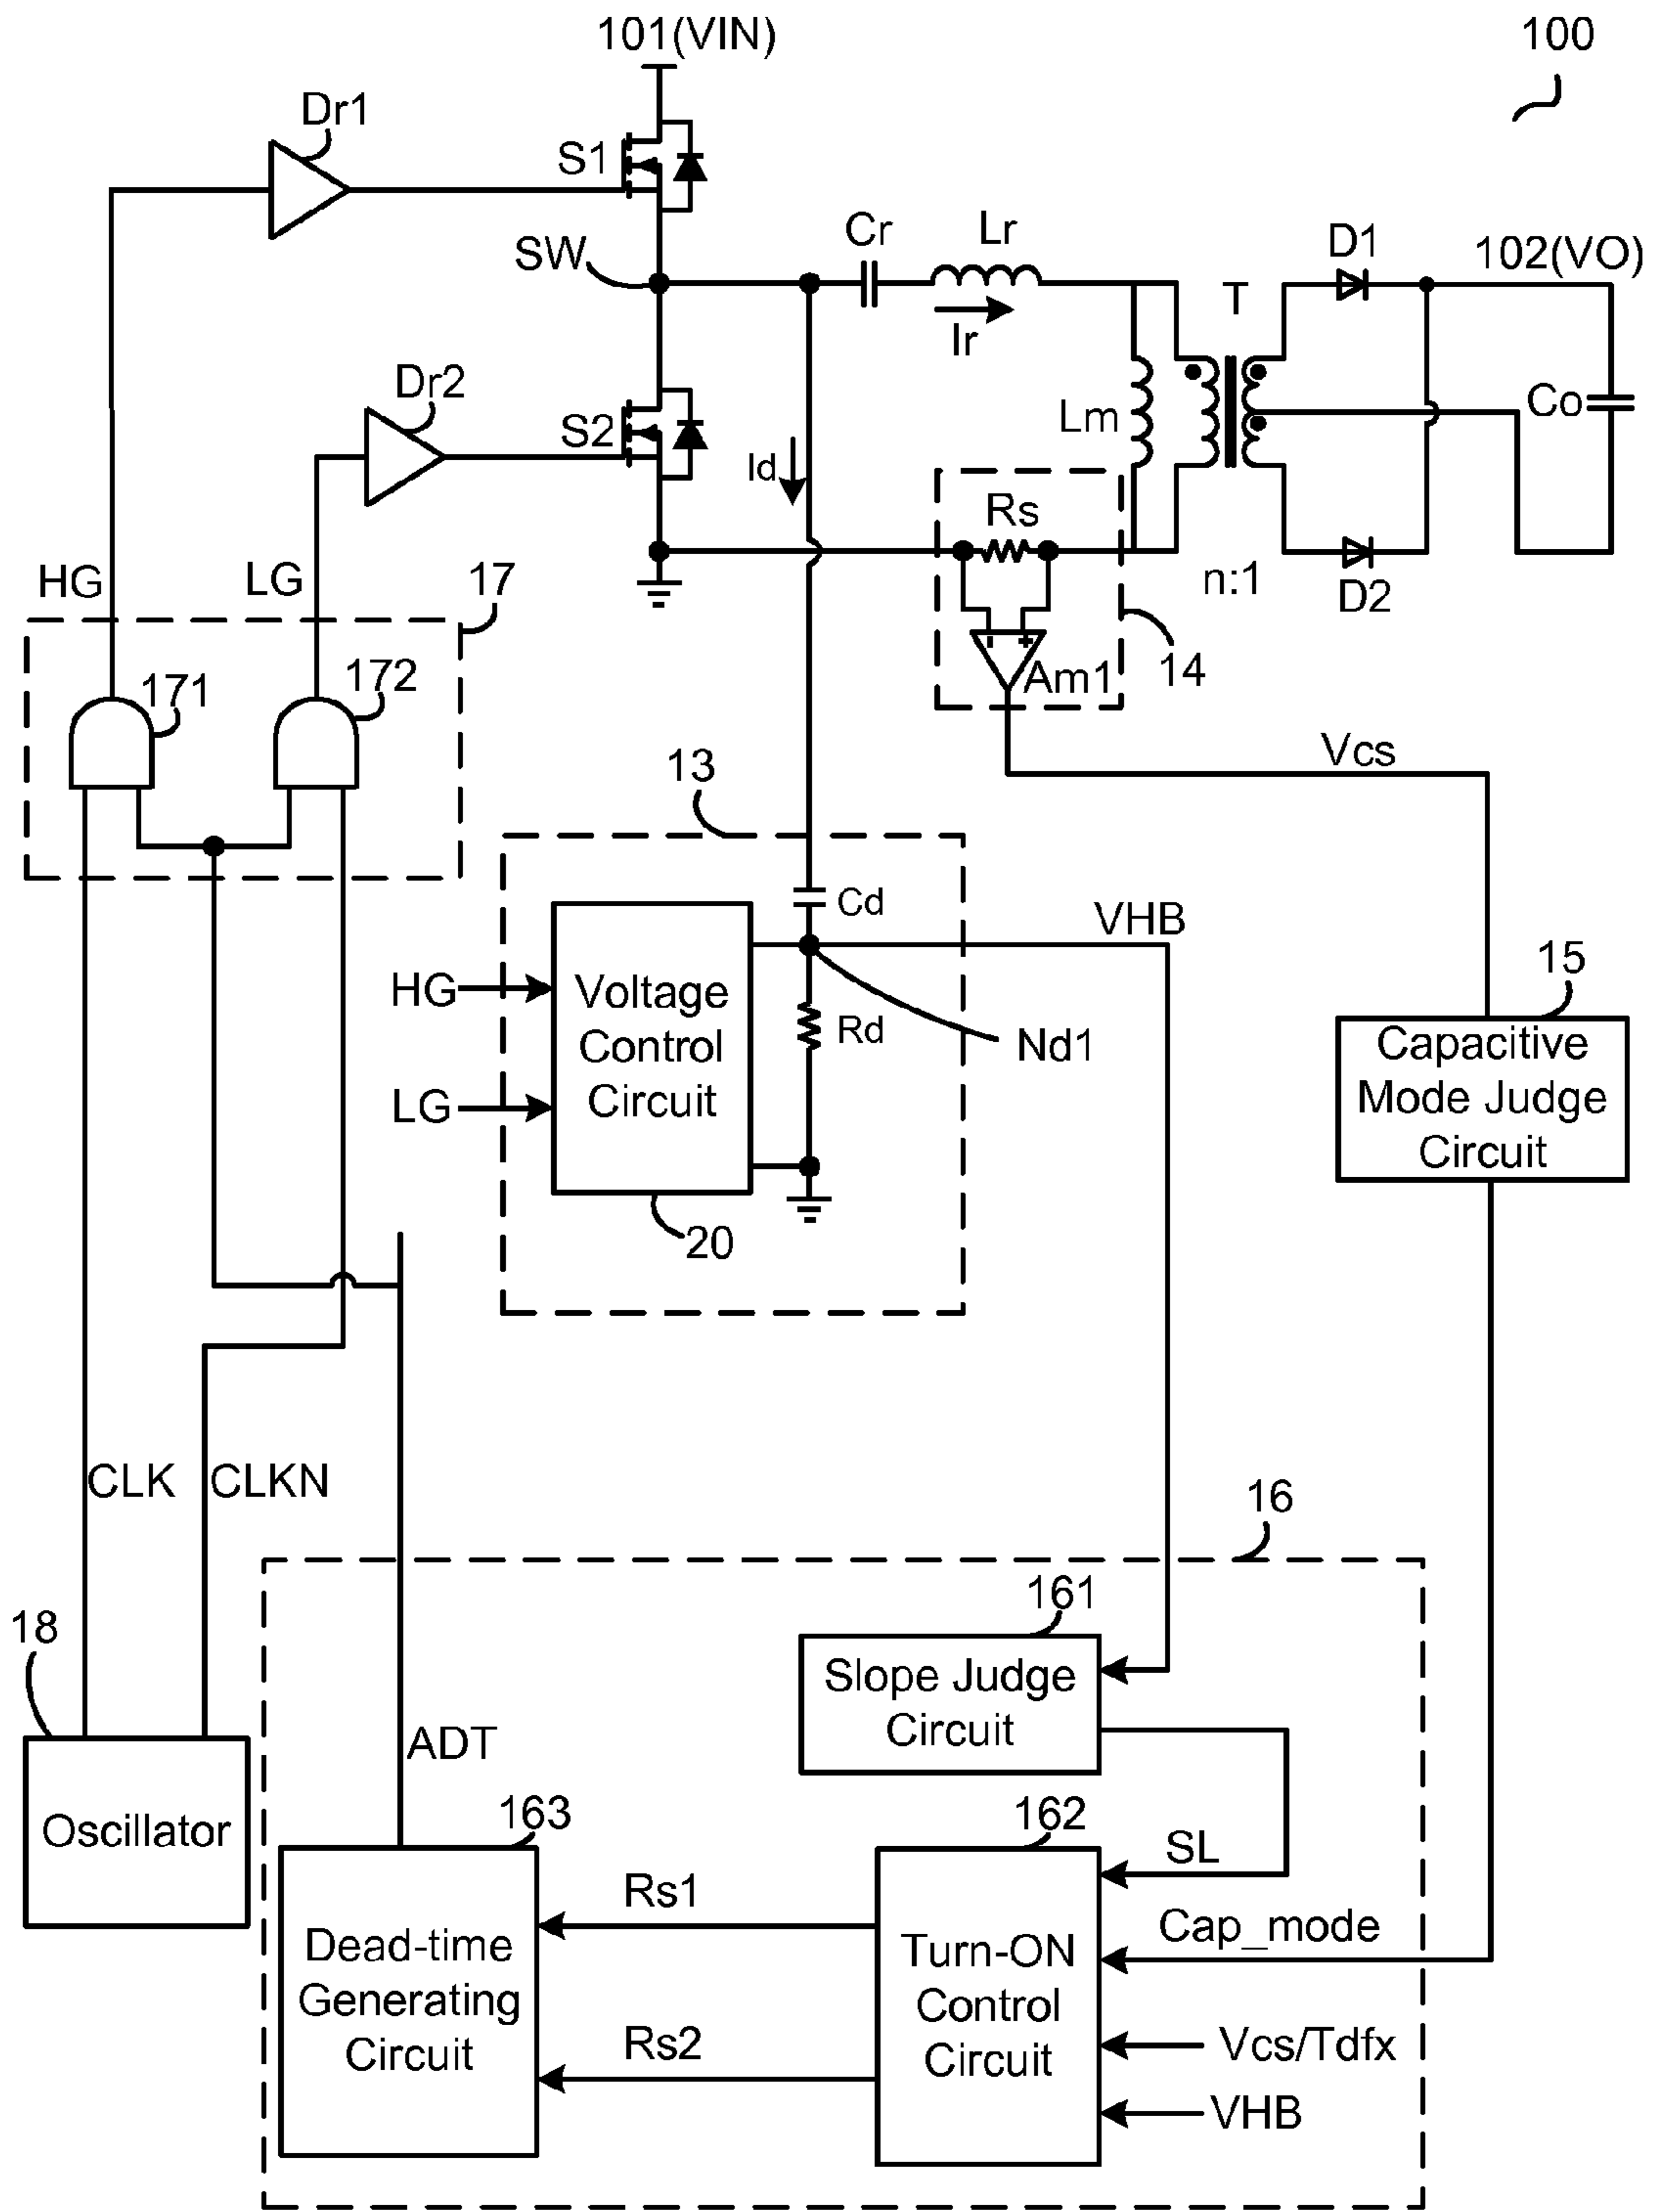 101(VIN)
100
Dr1
S1
SW
Cr
Lr
Ir
D1
102(VO)
T
Dr2
S2
Id
Lm
Co
Rs
n:1
D2
HG
LG
17
14
- +
Am1
171
172
Vcs
13
Cd
VHB
15
HG
Voltage
Control
Circuit
Rd
Nd1
Capacitive
Mode Judge
Circuit
LG
20
CLK
CLKN
16
161
18
Slope Judge
Circuit
ADT
163
162
Oscillator
SL
Rs1
Cap_mode
Dead-time
Generating
Circuit
Turn-ON
Control
Circuit
Rs2
Vcs/Tdfx
VHB